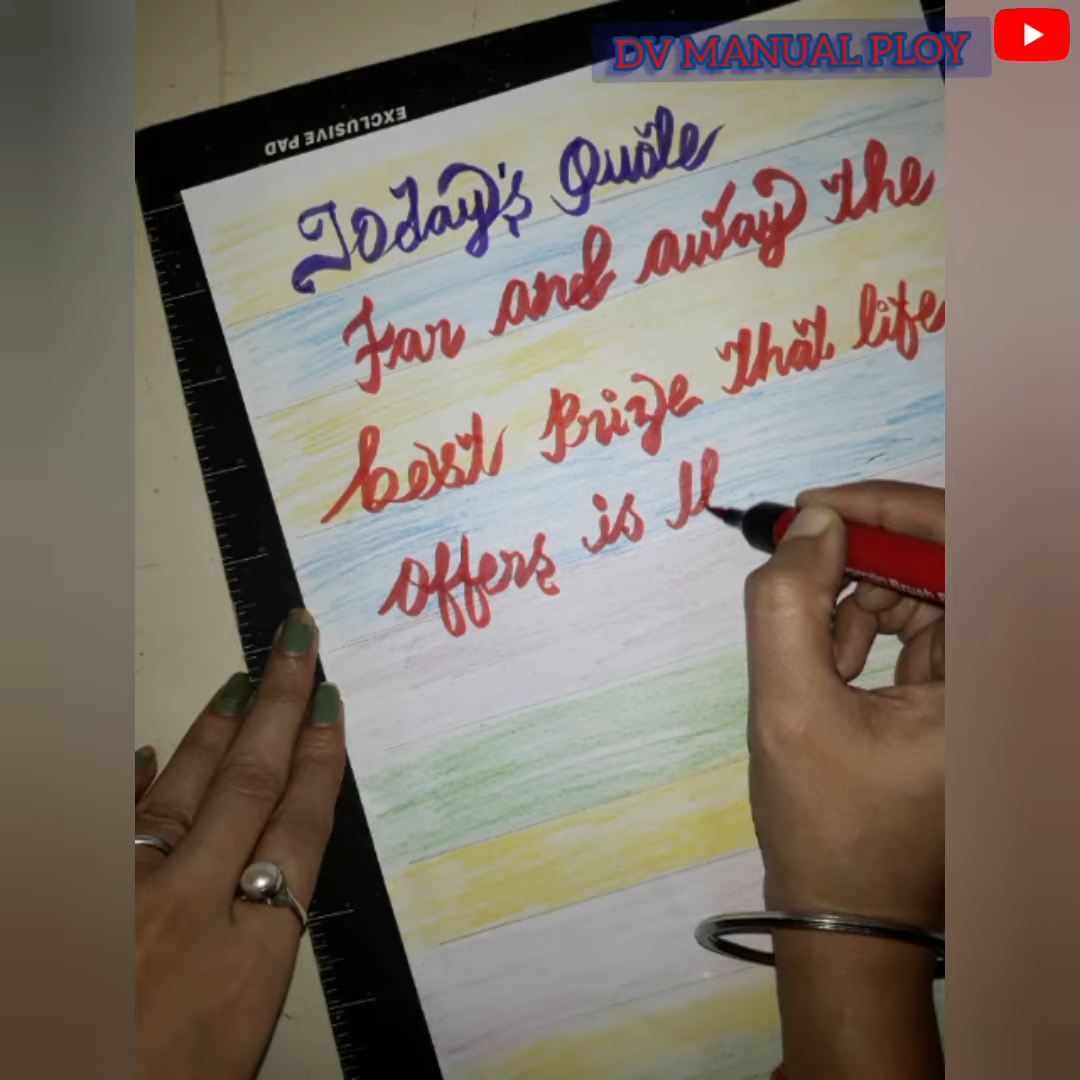 DV MANUAL PLOY
EXCLUSIVE PAD
Today's Quote
Far and away the
best Prize that life
offers is